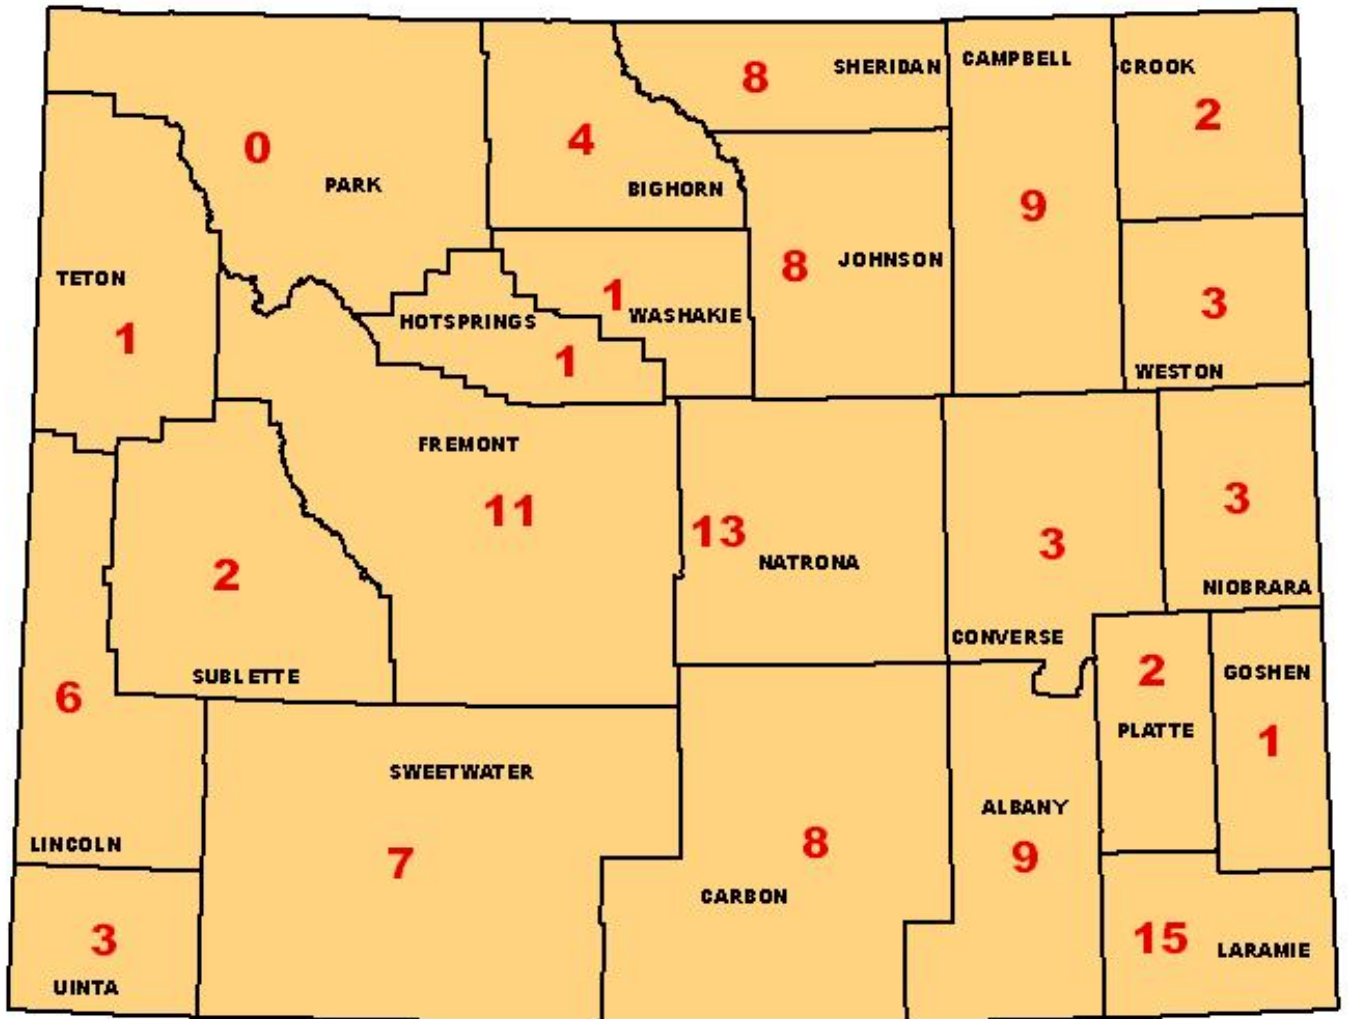 SHERIDAN
8
CAMPBELL
CROOK
2
0
PARK
4
BIGHORN
9
TETON
1
1
WASHAKIE
8
JOHNSON
3
WESTON
HOTSPRINGS
1
FREMONT
11
13
NATRONA
3
CONVERSE
3
NIOBRARA
2
SUBLETTE
6
LINCOLN
2
PLATTE
GOSHEN
1
SWEETWATER
7
8
CARBON
ALBANY
9
3
UINTA
15
LARAMIE